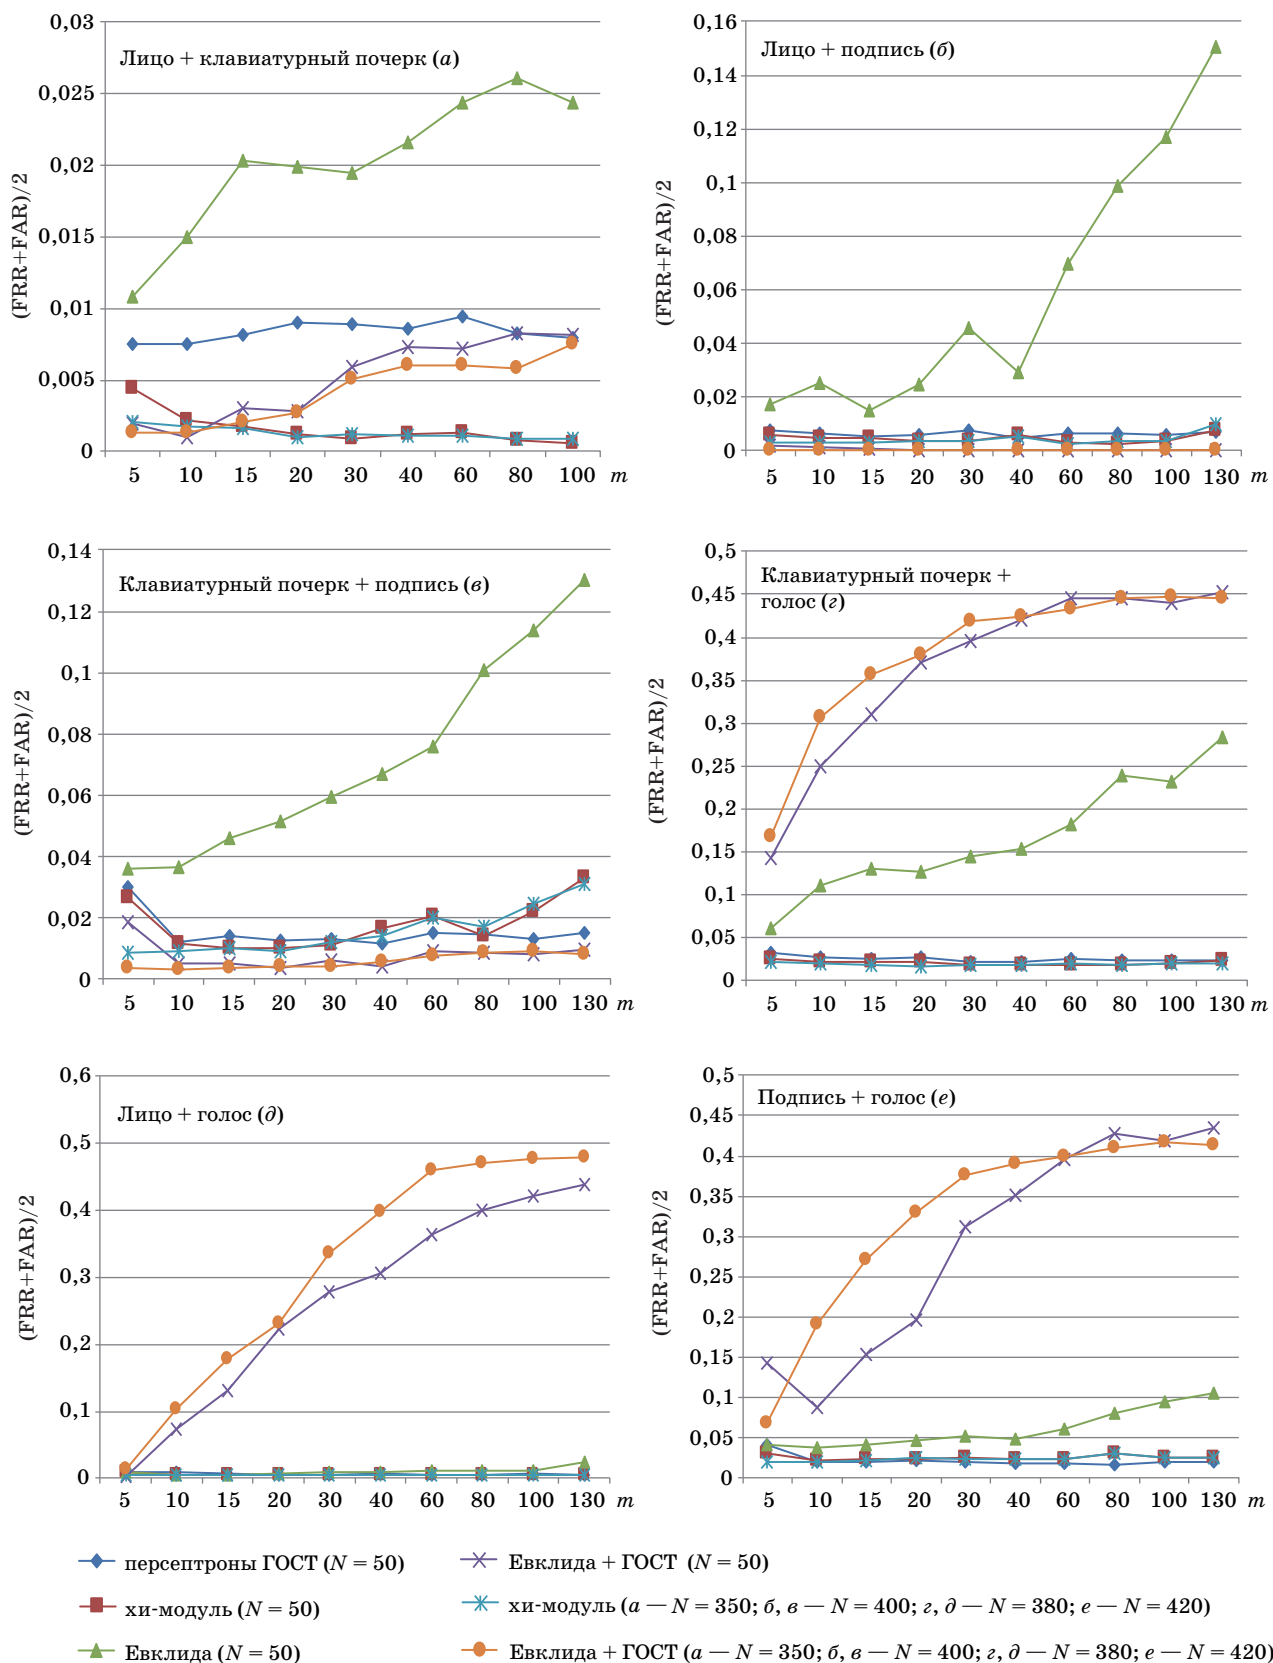 Лицо + клавиатурный почерк (а)
(FRR+FAR)/2
0,03
0,025
0,02
0,015
0,01
0,005
0
5 10 15 20 30 40 60 80 100 m
Лицо + подпись (б)
(FRR+FAR)/2
0,16
0,14
0,12
0,1
0,08
0,06
0,04
0,02
0
5 10 15 20 30 40 60 80 100 130
Клавиатурный почерк + подпись (в)
(FRR+FAR)/2
0,14
0,12
0,1
0,08
0,06
0,04
0,02
0
5 10 15 20 30 40 60 80 100 130 m
Клавиатурный почерк +
голос (г)
(FRR+FAR)/2
0,5
0,45
0,4
0,35
0,3
0,25
0,2
0,15
0,1
0,05
0
5 10 15 20 30 40 60 80 100 130 m
Лицо + голос (д)
(FRR+FAR)/2
0,6
0,5
0,4
0,3
0,2
0,1
0
5 10 15 20 30 40 60 80 100 130 m
Подпись + голос (е)
(FRR+FAR)/2
0,5
0,45
0,4
0,35
0,3
0,25
0,2
0,15
0,1
0,05
0
5 10 15 20 30 40 60 80 100 130 m
персептроны ГОСТ (N = 50)
Евклида + ГОСТ (N = 50)
хи-модуль (N = 50)
хи-модуль (а — N = 350; б, в — N = 400; г, д — N = 380; е — N = 420)
Евклида (N = 50)
Евклида + ГОСТ (а — N = 350; б, в — N = 400; г, д — N = 380; е — N = 420)